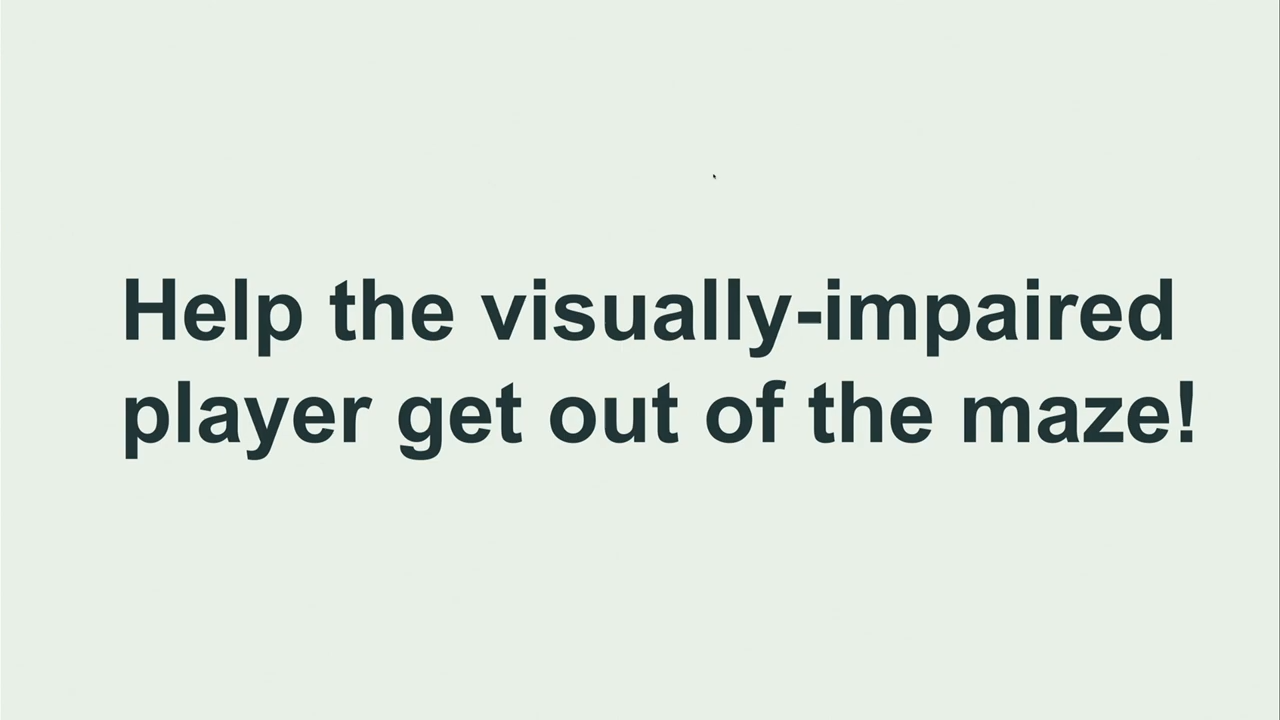 Help the visually-impaired
player get out of the maze!